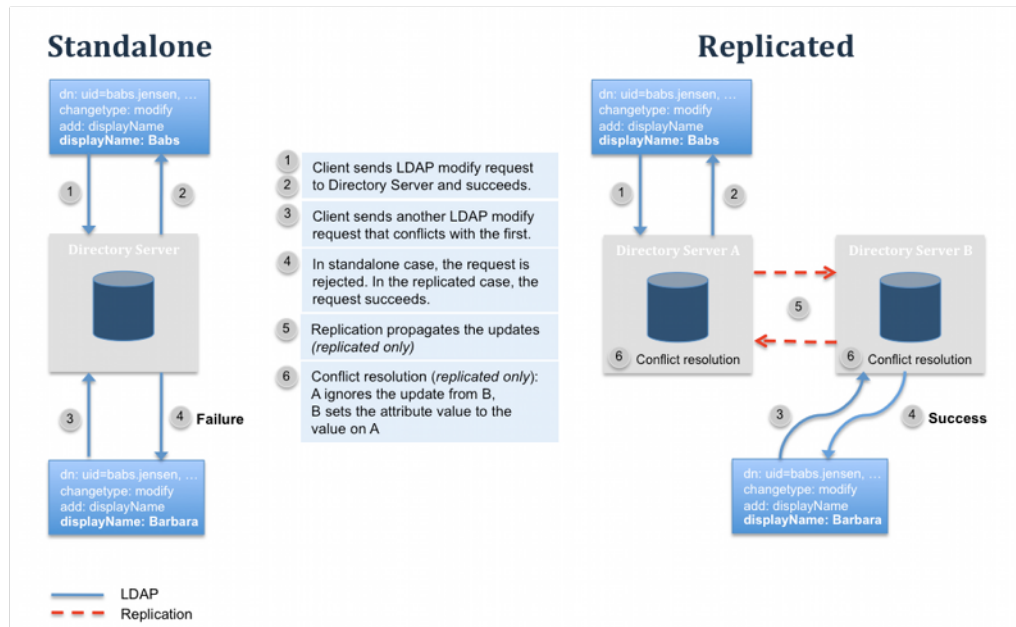 Standalone
dn: uid=babs.jensen, ...
changetype: modify
add: displayName
displayName: Babs
1
2
Directory Server
3
4
Failure
dn: uid=babs.jensen, ...
changetype: modify
add: displayName
displayName: Barbara
LDAP
Replication
1
2
Client sends LDAP modify request
to Directory Server and succeeds.
3
Client sends another LDAP modify
request that conflicts with the first.
4
In standalone case, the request is
rejected. In the replicated case, the
request succeeds.
5
Replication propagates the updates
(replicated only)
6
Conflict resolution (replicated only):
A ignores the update from B,
B sets the attribute value to the
value on A
Replicated
dn: uid=babs.jensen, ...
changetype: modify
add: displayName
displayName: Babs
1
2
Directory Server A
Directory Server B
5
6 Conflict resolution
6 Conflict resolution
3
4
Success
dn: uid=babs.jensen, ...
changetype: modify
add: displayName
displayName: Barbara